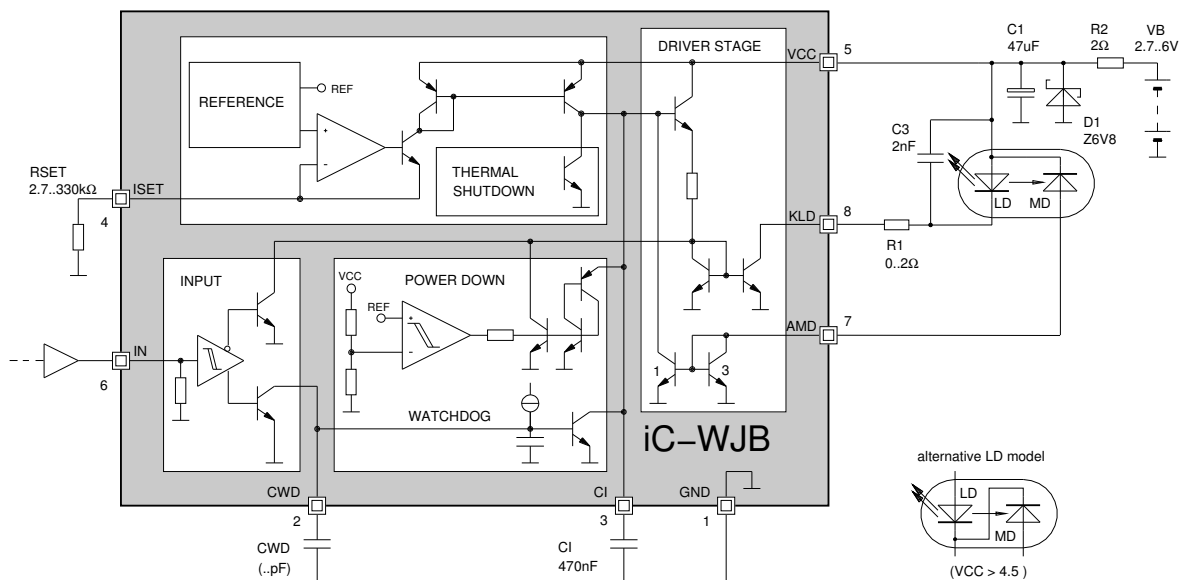 C1
47uF
R2
2Ω
VB
2.7..6V
DRIVER STAGE
VCC
5
REFERENCE
REF
+
-
THERMAL
SHUTDOWN
C3
2nF
D1
Z6V8
RSET
2.7..330kΩ
ISET
4
LD
MD
KLD
8
R1
0..2Ω
INPUT
VCC
POWER DOWN
REF
+
-
AMD
7
IN
6
1
3
WATCHDOG
iC-WJB
alternative LD model
CWD
2
CI
3
GND
1
LD
MD
CWD
(..pF)
CI
470nF
(VCC > 4.5 )